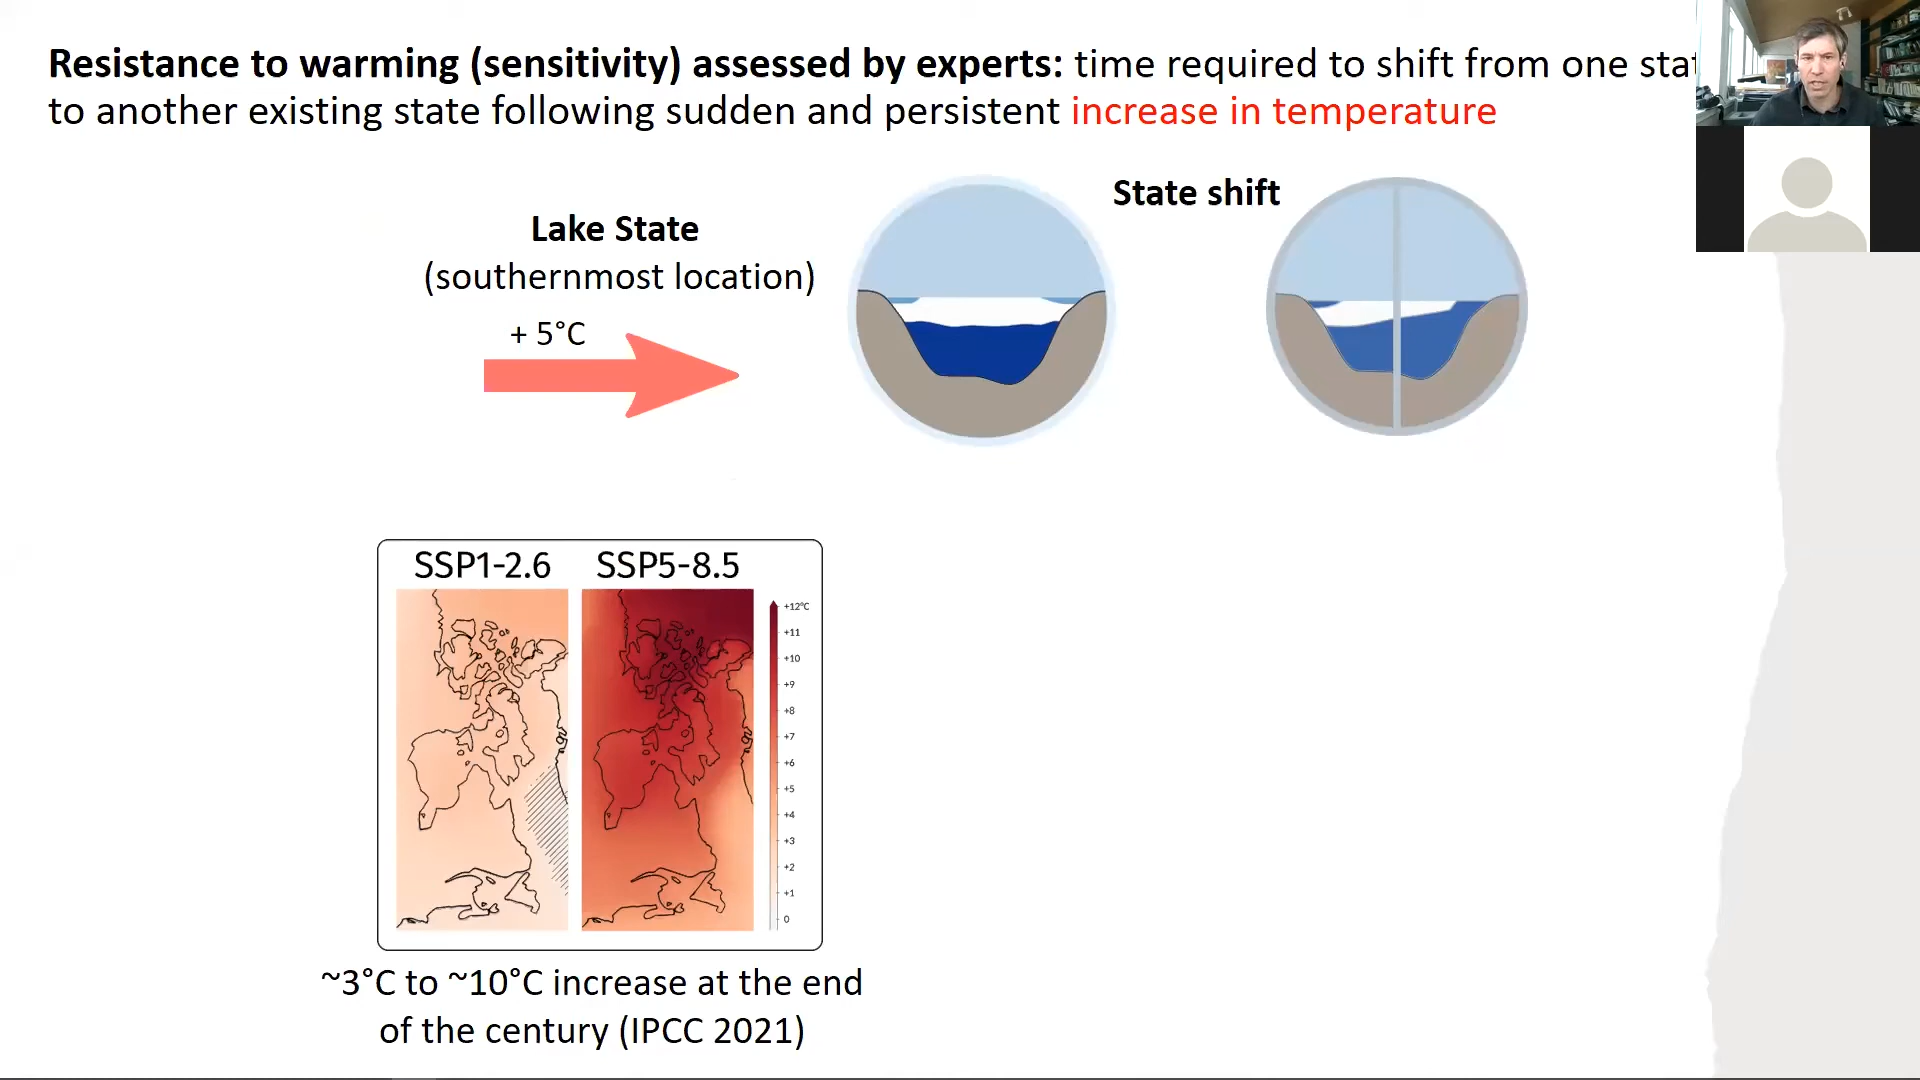 Resistance to warming (sensitivity) assessed by experts: time required to shift from one
to another existing state following sudden and persistent increase in temperature
State shift
Lake State
(southernmost location)
+ 5°C
SSP1-2.6 SSP5-8.5
+12°C
+11
+10
+9
+8
+7
+6
+5
+4
+3
+2
+1
0
~3°C to ~10°C increase at the end
of the century (IPCC 2021)